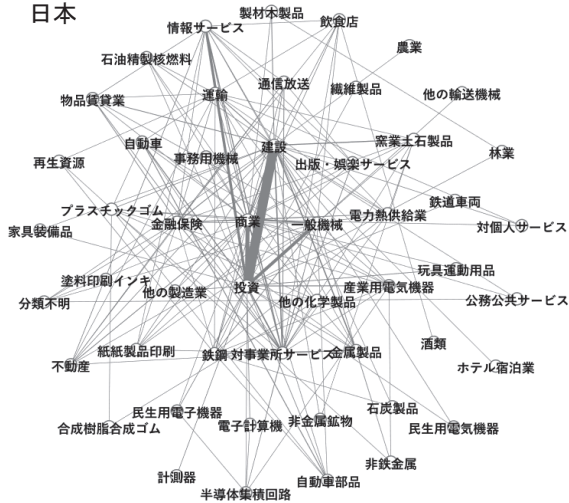 日本
製材木製品
情報サービス
飲食店
農業
石油精製核燃料
通信放送
繊維製品
他の輸送機械
物品賃貸業
運輸
自動車
事務用機械
建設
窯業土石製品
林業
再生資源
出版・娯楽サービス
プラスチックゴム
金融保険
商業
一般機械
電力熱供給業
鉄道車両
対個人サービス
家具装備品
玩具運動用品
塗料印刷インキ
他の製造業
投資
産業用電気機器
分類不明
他の化学製品
公務公共サービス
不動産
紙紙製品印刷
鉄鋼
対事業所サービス
金属製品
酒類
ホテル宿泊業
合成樹脂合成ゴム
民生用電子機器
電子計算機
非金属鉱物
石炭製品
民生用電気機器
計測器
半導体集積回路
自動車部品
非鉄金属